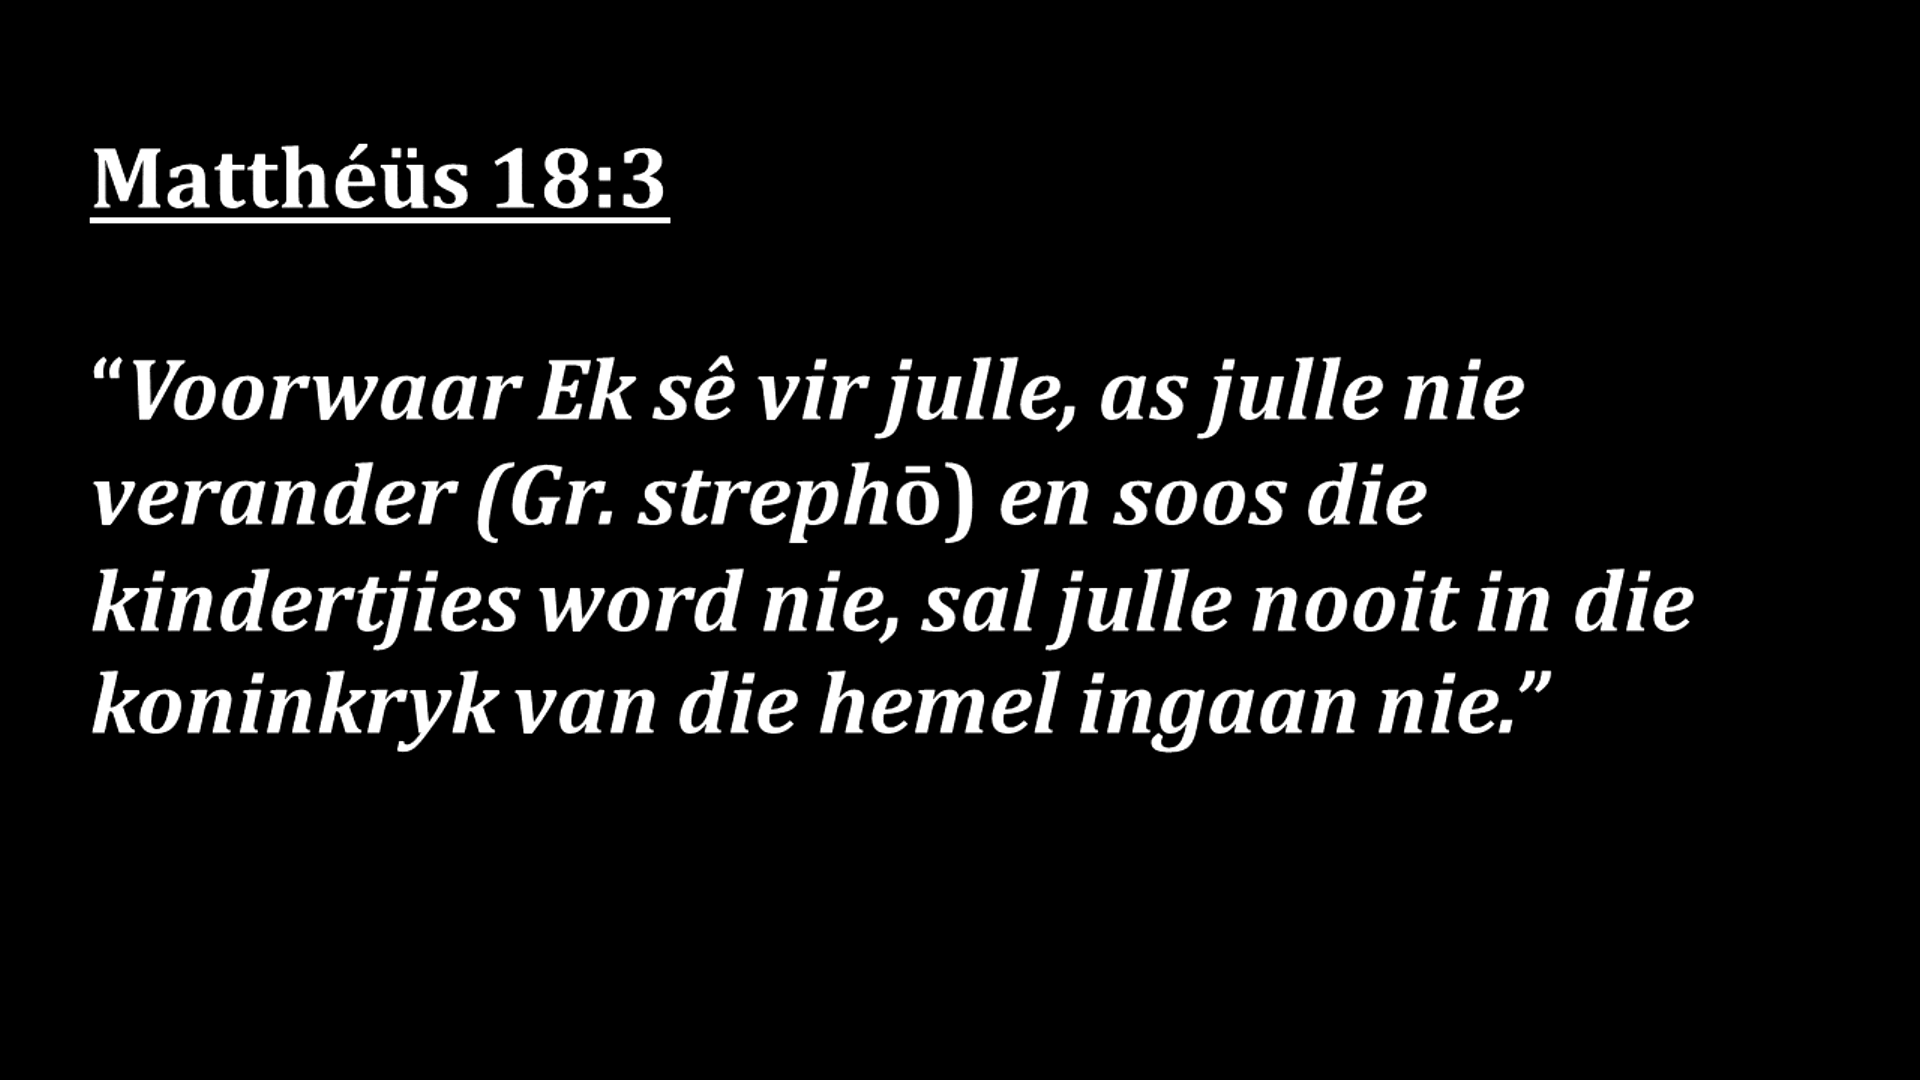 Matthéüs 18:3
“Voorwaar Ek sê vir julle, as julle nie
verander (Gr. strephō) en soos die
kindertjies word nie, sal julle nooit in die
koninkryk van die hemel ingaan nie.”